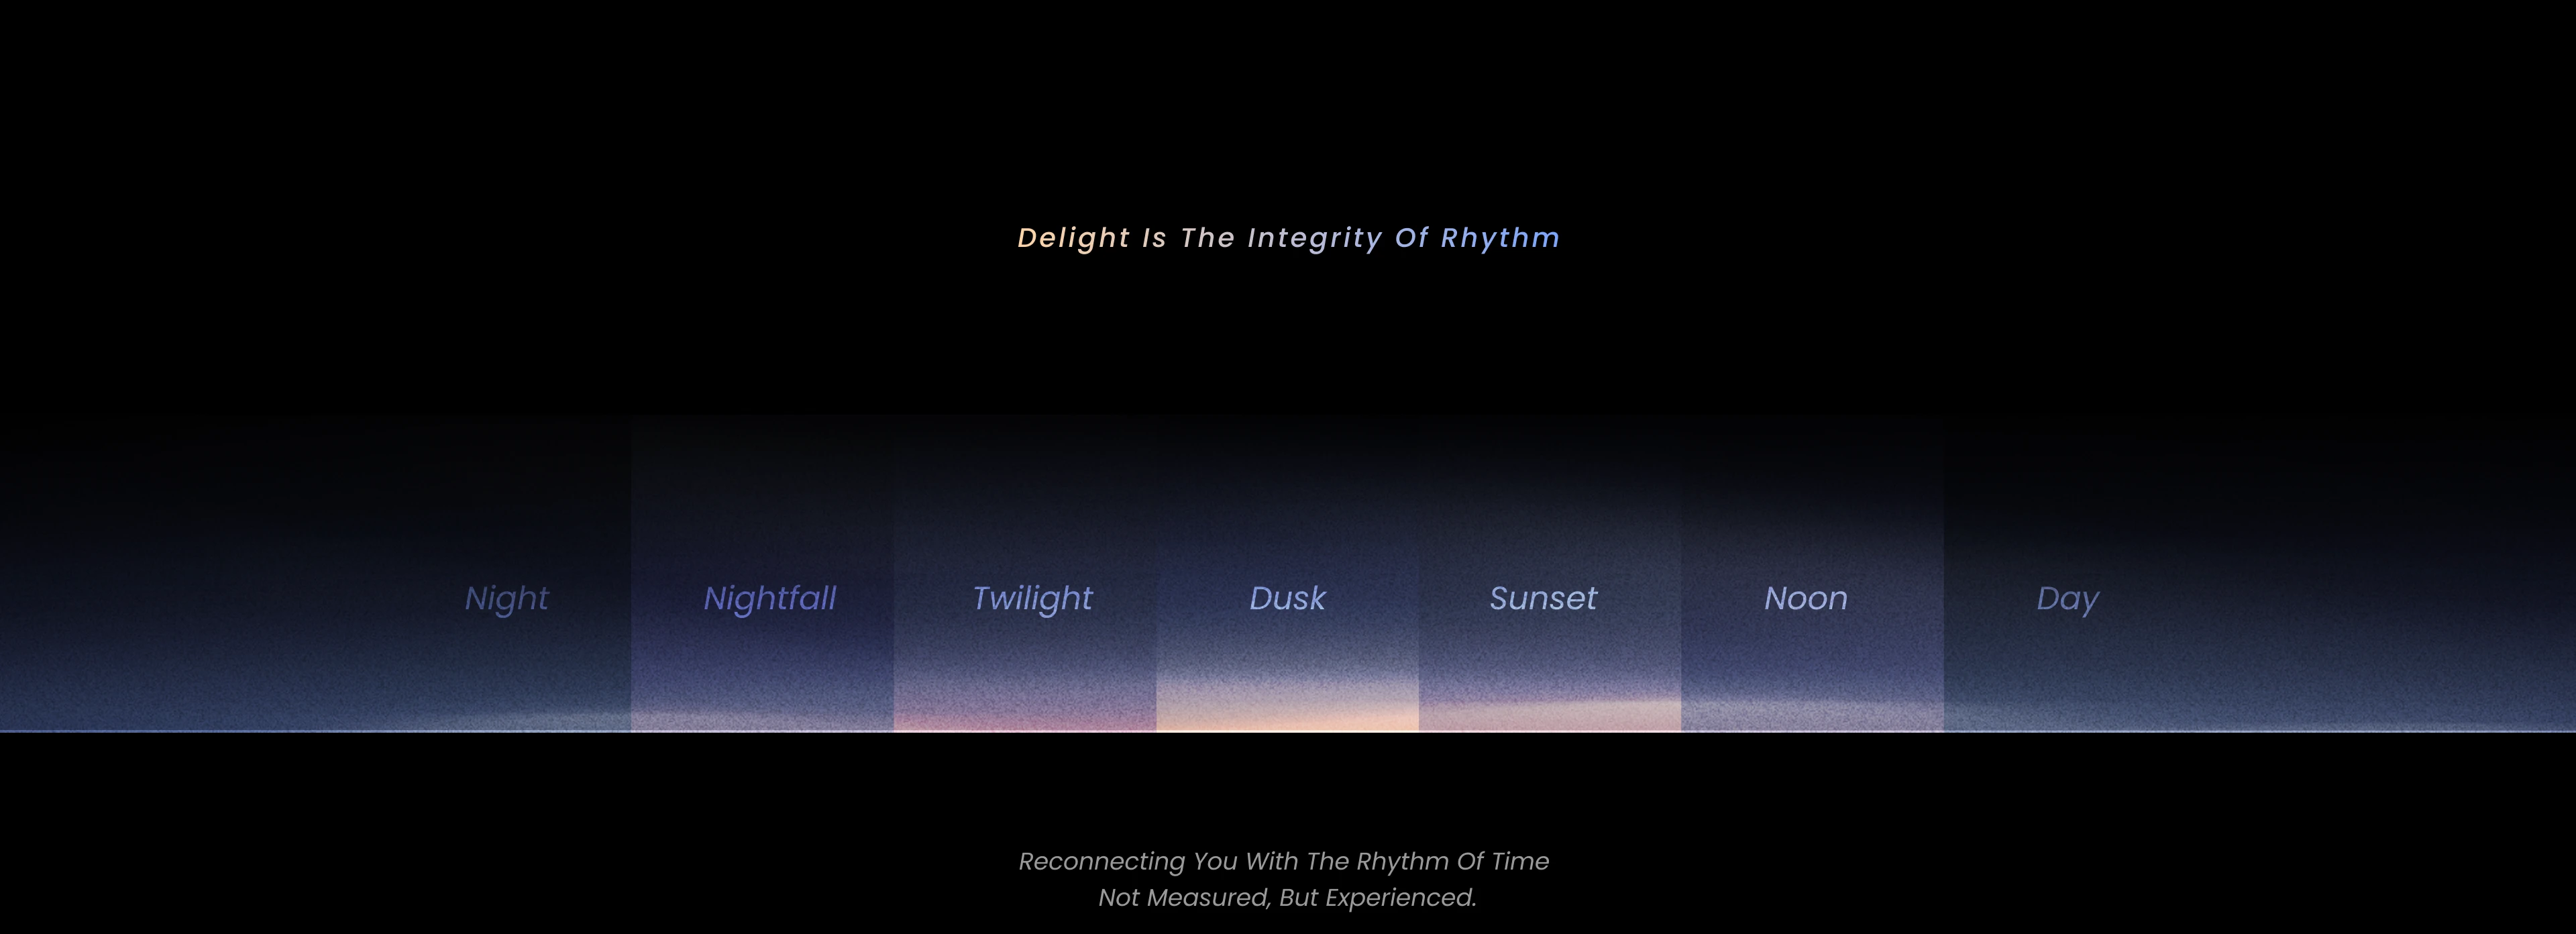 Delight Is The Integrity Of Rhythm
Night Nightfall Twilight Dusk Sunset Noon Day
Reconnecting You With The Rhythm Of Time
Not Measured, But Experienced.